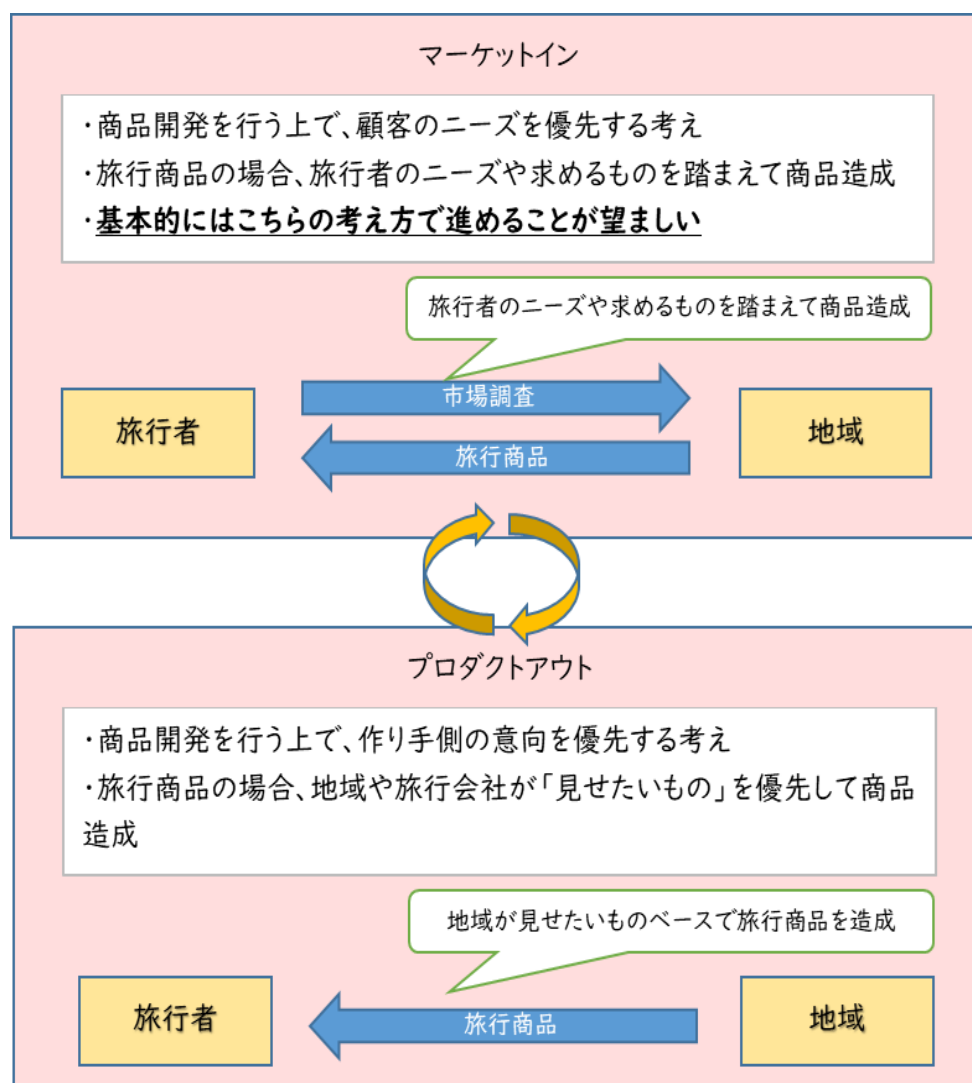 マーケットイン
・商品開発を行う上で、顧客のニーズを優先する考え
・旅行商品の場合、旅行者のニーズや求めるものを踏まえて商品造成
・基本的にはこちらの考え方で進めることが望ましい
旅行者のニーズや求めるものを踏まえて商品造成
市場調査
旅行者
地域
旅行商品
プロダクトアウト
・商品開発を行う上で、作り手側の意向を優先する考え
・旅行商品の場合、地域や旅行会社が「見せたいもの」を優先して商品
造成
地域が見せたいものベースで旅行商品を造成
旅行者
旅行商品
地域